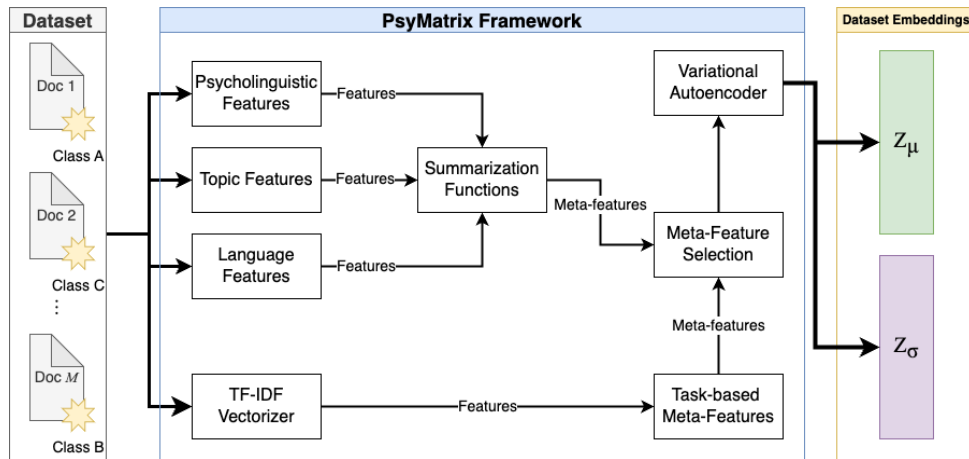 Dataset
PsyMatrix Framework
Dataset Embeddings
Doc 1
Class A
Doc 2
Class C
...
Doc M
Class B
Psycholinguistic
Features
Features
Topic Features
Features
Language
Features
Features
TF-IDF
Vectorizer
Features
Summarization
Functions
Meta-features
Variational
Autoencoder
Meta-Feature
Selection
Meta-features
Task-based
Meta-Features
Zμ
Zσ